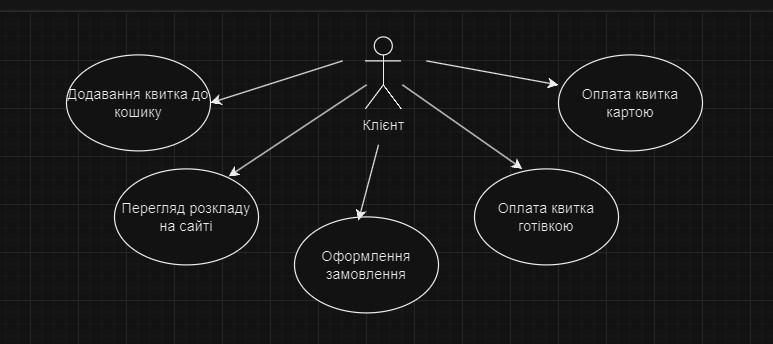 Клієнт
Додавання квитка до
кошику
Оплата квитка
картою
Перегляд розкладу
на сайті
Оплата квитка
готівкою
Оформлення
замовлення